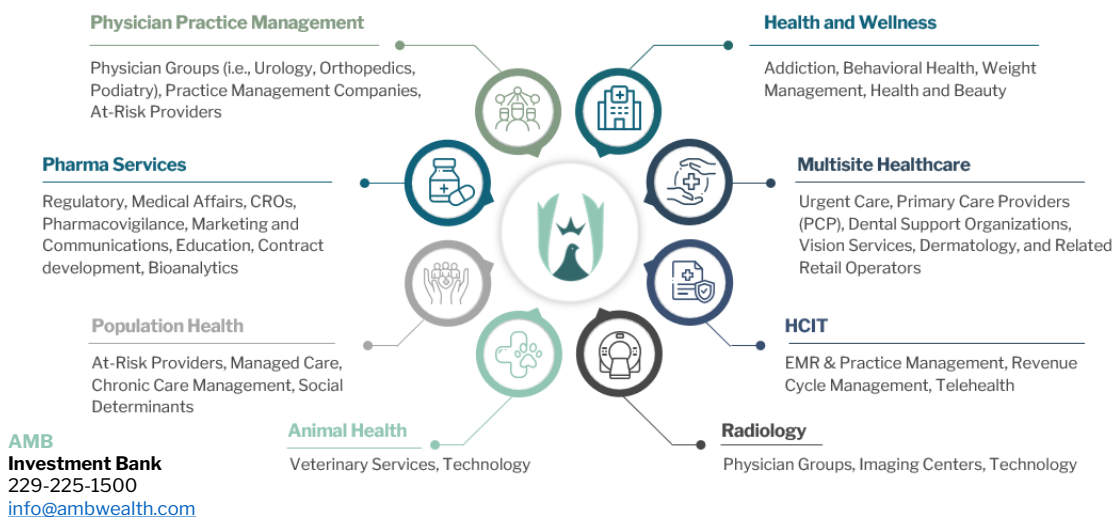 Physician Practice Management
Physician Groups (i.e., Urology, Orthopedics,
Podiatry), Practice Management Companies,
At-Risk Providers
Health and Wellness
Addiction, Behavioral Health, Weight
Management, Health and Beauty
Pharma Services
Regulatory, Medical Affairs, CROs,
Pharmacovigilance, Marketing and
Communications, Education, Contract
development, Bioanalytics
Multisite Healthcare
Urgent Care, Primary Care Providers
(PCP), Dental Support Organizations,
Vision Services, Dermatology, and Related
Retail Operators
Population Health
At-Risk Providers, Managed Care,
Chronic Care Management, Social
Determinants
HCIT
EMR & Practice Management, Revenue
Cycle Management, Telehealth
Animal Health
Veterinary Services, Technology
Radiology
Physician Groups, Imaging Centers, Technology
AMB
Investment Bank
229-225-1500
info@ambwealth.com